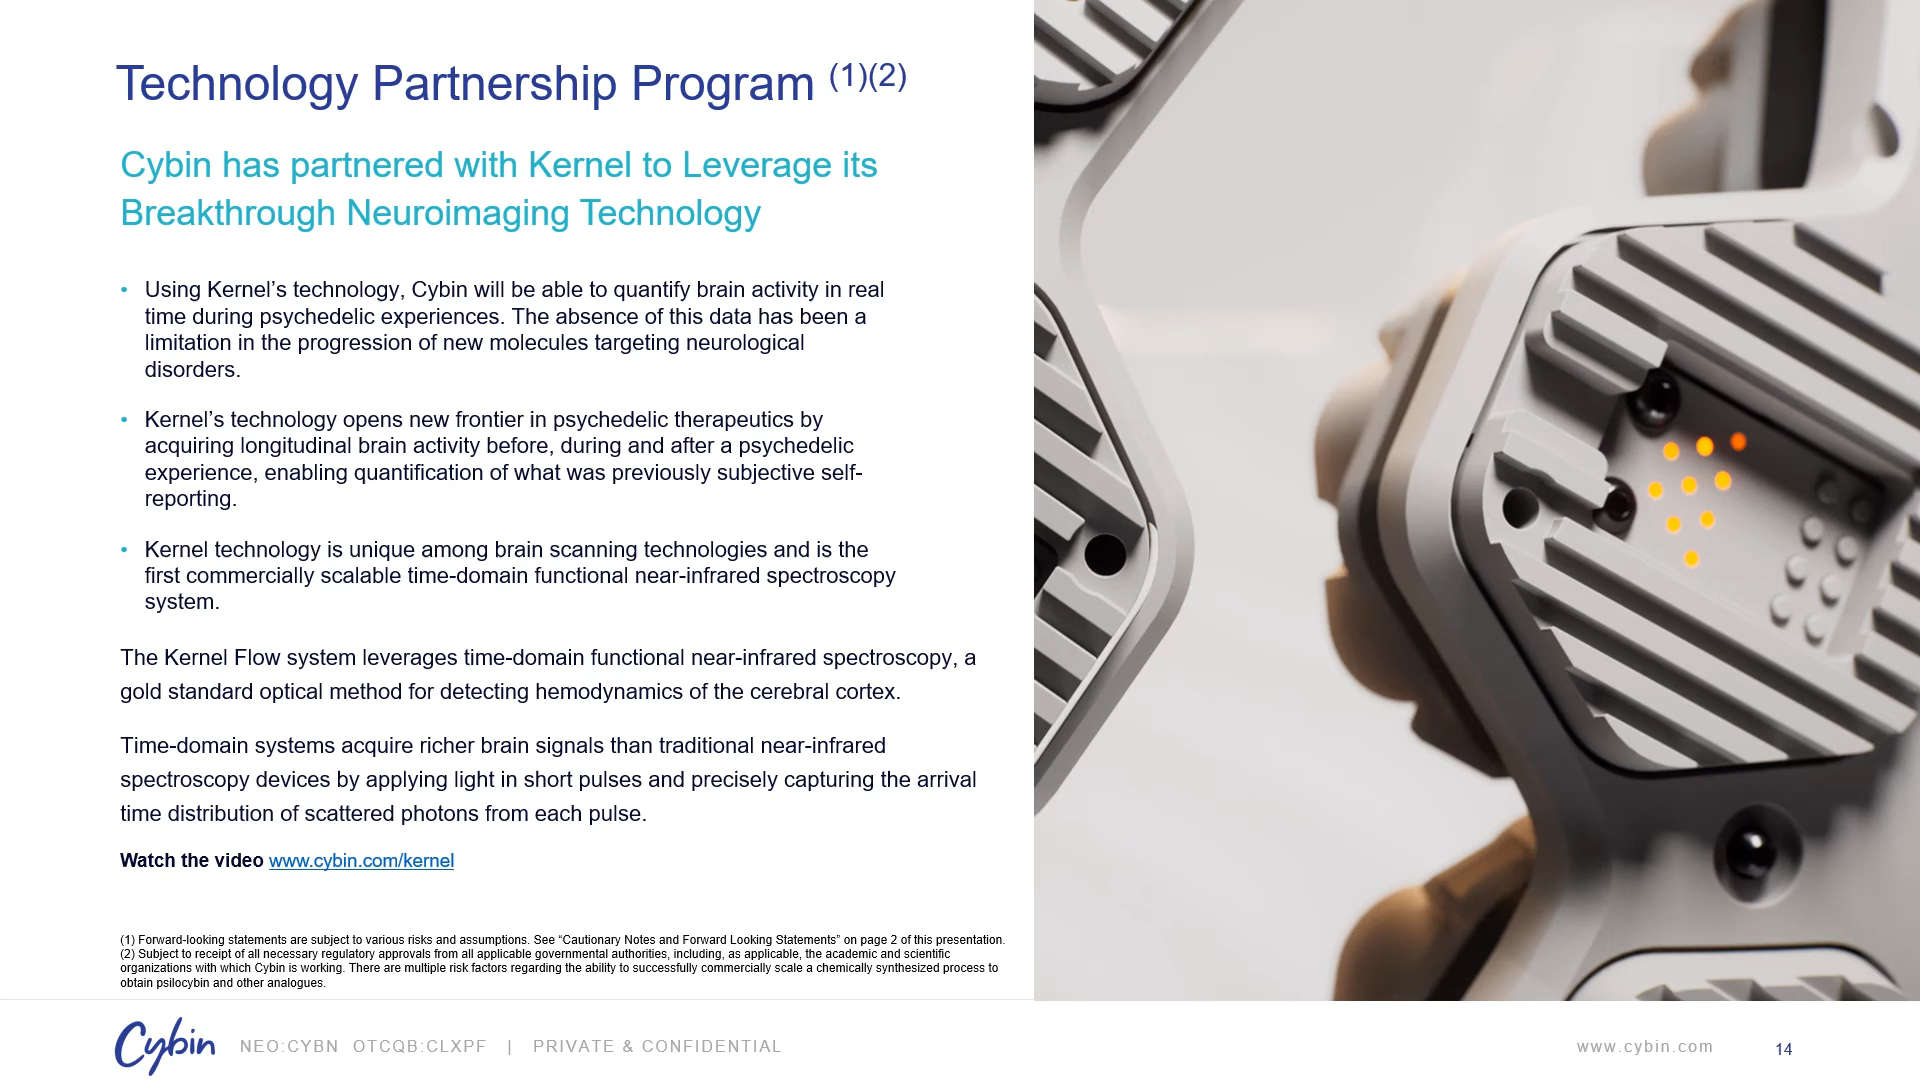 Technology Partnership Program (1)(2)
Cybin has partnered with Kernel to Leverage its
Breakthrough Neuroimaging Technology
• Using Kernel’s technology, Cybin will be able to quantify brain activity in real
time during psychedelic experiences. The absence of this data has been a
limitation in the progression of new molecules targeting neurological
disorders.
• Kernel’s technology opens new frontier in psychedelic therapeutics by
acquiring longitudinal brain activity before, during and after a psychedelic
experience, enabling quantification of what was previously subjective self-
reporting.
• Kernel technology is unique among brain scanning technologies and is the
first commercially scalable time-domain functional near-infrared spectroscopy
system.
The Kernel Flow system leverages time-domain functional near-infrared spectroscopy, a
gold standard optical method for detecting hemodynamics of the cerebral cortex.
Time-domain systems acquire richer brain signals than traditional near-infrared
spectroscopy devices by applying light in short pulses and precisely capturing the arrival
time distribution of scattered photons from each pulse.
Watch the video www.cybin.com/kernel
(1) Forward-looking statements are subject to various risks and assumptions. See “Cautionary Notes and Forward Looking Statements” on page 2 of this presentation.
(2) Subject to receipt of all necessary regulatory approvals from all applicable governmental authorities, including, as applicable, the academic and scientific
organizations with which Cybin is working. There are multiple risk factors regarding the ability to successfully commercially scale a chemically synthesized process to
obtain psilocybin and other analogues.
Cybin NEO:CYBN OTCQB:CLXPF | PRIVATE & CONFIDENTIAL www.cybin.com 14